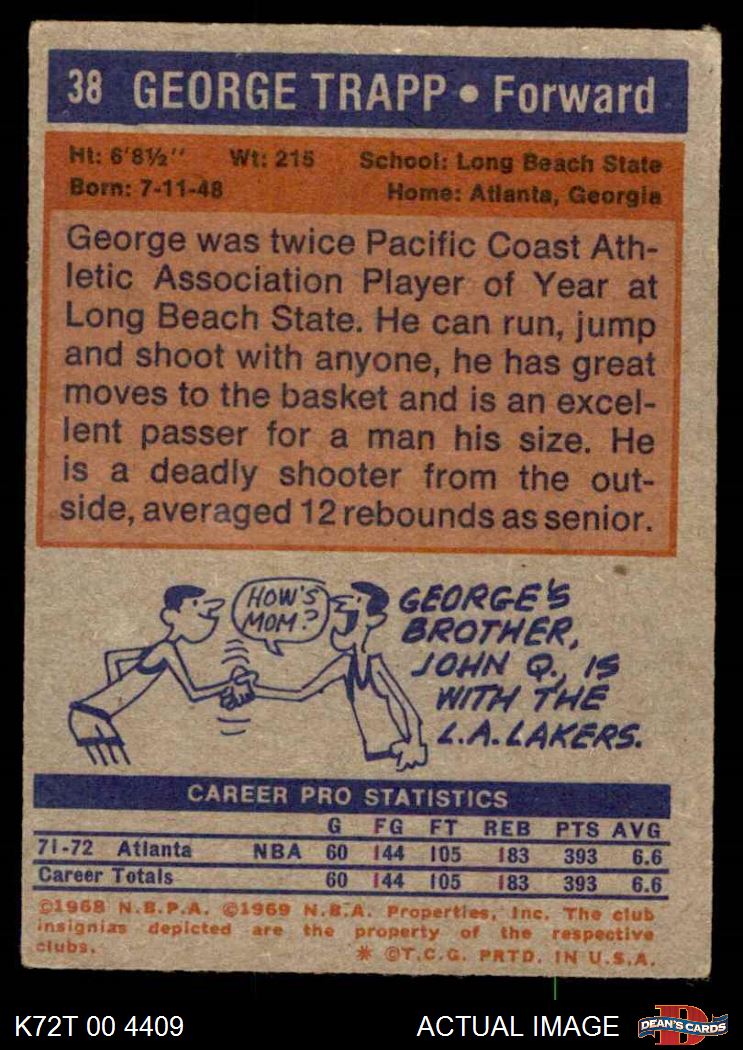 38 GEORGE TRAPP • Forward
Ht: 6'8½" Wt: 215 School: Long Beach State
Born: 7-11-48 Home: Atlanta, Georgia
George was twice Pacific Coast Ath-
letic Association Player of Year at
Long Beach State. He can run, jump
and shoot with anyone, he has great
moves to the basket and is an excel-
lent passer for a man his size. He
is a deadly shooter from the out-
side, averaged 12 rebounds as senior.
HOW'S
MOM?
GEORGE'S
BROTHER,
JOHN Q., IS
WITH THE
L.A. LAKERS.
CAREER PRO STATISTICS
G FG FT REB PTS AVG
71-72 Atlanta NBA 60 144 105 183 393 6.6
Career Totals 60 144 105 183 393 6.6
©1968 N.B.P.A. ©1969 N.B.A. Properties, Inc. The club
insignias depicted are the property of the respective
clubs. * ©T.C.G. PRTD. IN U.S.A.
K72T 00 4409 ACTUAL IMAGE
D
DEAN'S CARDS